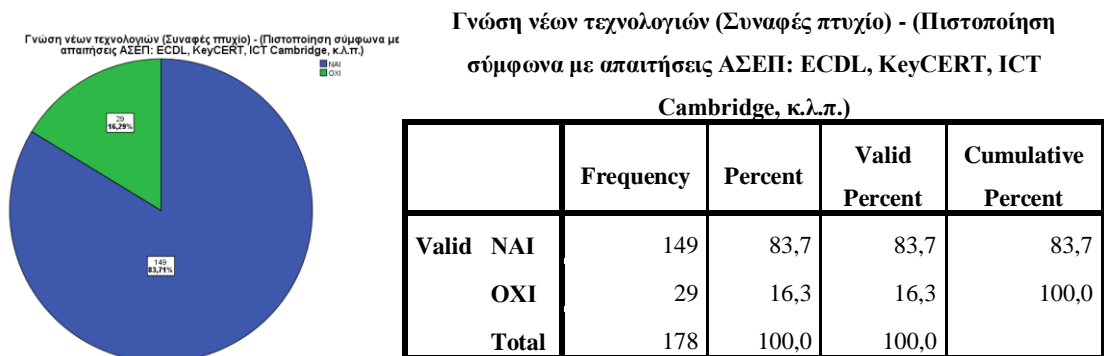 Γνώση νέων τεχνολογιών (Συναφές πτυχίο) - (Πιστοποίηση σύμφωνα με
απαιτήσεις ΑΣΕΠ: ECDL, KeyCERT, ICT Cambridge, κ.λ.π.)
ΝΑΙ
ΟΧΙ
29
16,29%
149
83,71%
Γνώση νέων τεχνολογιών (Συναφές πτυχίο) - (Πιστοποίηση
σύμφωνα με απαιτήσεις ΑΣΕΠ: ECDL, KeyCERT, ICT
Cambridge, κ.λ.π.)
Frequency Percent Valid Percent Cumulative Percent
Valid ΝΑΙ 149 83,7 83,7 83,7
ΟΧΙ 29 16,3 16,3 100,0
Total 178 100,0 100,0